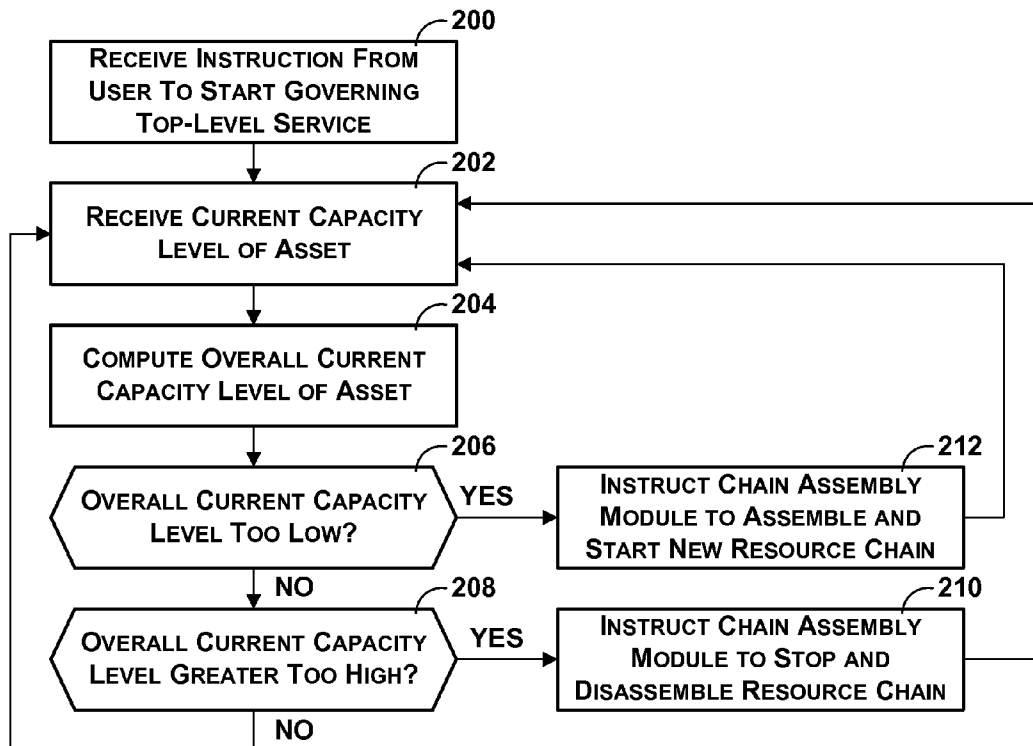 200
RECEIVE INSTRUCTION FROM
USER TO START GOVERNING
TOP-LEVEL SERVICE
202
RECEIVE CURRENT CAPACITY
LEVEL OF ASSET
204
COMPUTE OVERALL CURRENT
CAPACITY LEVEL OF ASSET
206
OVERALL CURRENT CAPACITY
LEVEL TOO LOW?
YES
212
INSTRUCT CHAIN ASSEMBLY
MODULE TO ASSEMBLE AND
START NEW RESOURCE CHAIN
NO
208
OVERALL CURRENT CAPACITY
LEVEL GREATER TOO HIGH?
YES
210
INSTRUCT CHAIN ASSEMBLY
MODULE TO STOP AND
DISASSEMBLE RESOURCE CHAIN
NO